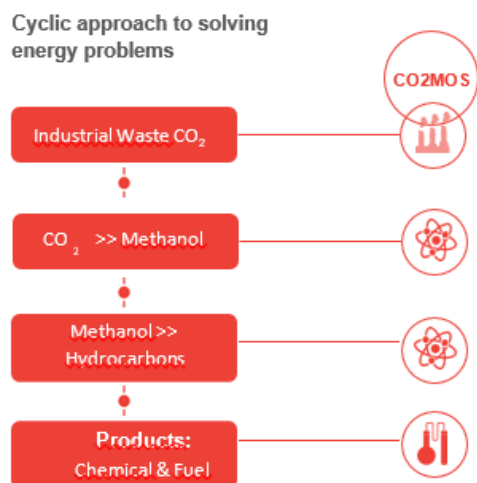 Cyclic approach to solving
energy problems
CO2MOS
Industrial Waste CO₂
CO ₂ >> Methanol
Methanol >>
Hydrocarbons
Products:
Chemical & Fuel